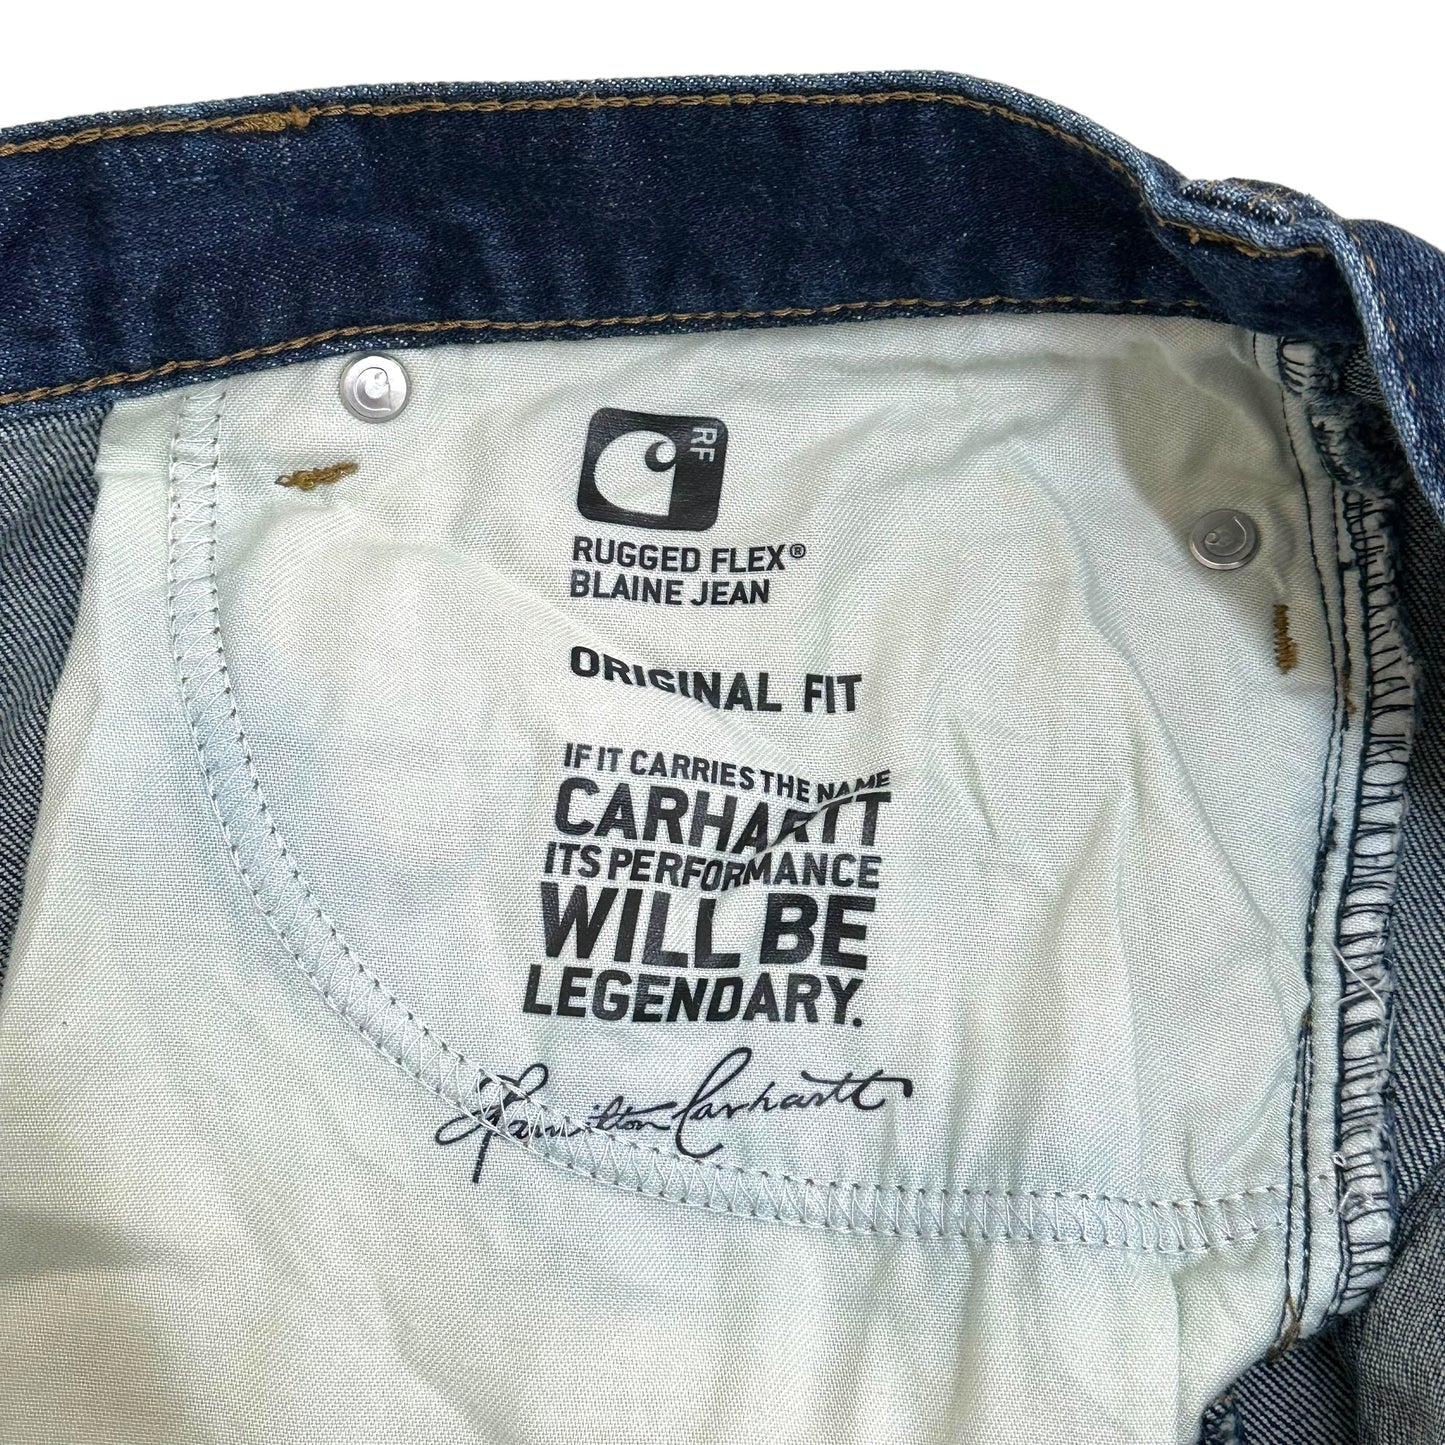 RF
RUGGED FLEX®
BLAINE JEAN
ORIGINAL FIT
IF IT CARRIES THE NAME
CARHARTT
ITS PERFORMANCE
WILL BE
LEGENDARY.
Hamilton Carhartt